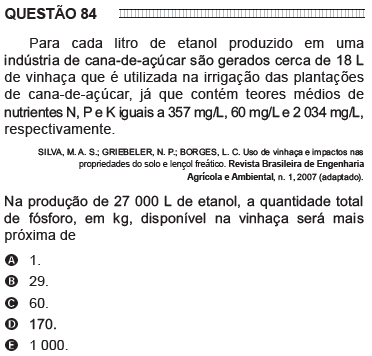 QUESTÃO 84
Para cada litro de etanol produzido em uma
indústria de cana-de-açúcar são gerados cerca de 18 L
de vinhaça que é utilizada na irrigação das plantações
de cana-de-açúcar, já que contém teores médios de
nutrientes N, P e K iguais a 357 mg/L, 60 mg/L e 2 034 mg/L,
respectivamente.
SILVA, M. A. S.; GRIEBELER, N. P.; BORGES, L. C. Uso de vinhaça e impactos nas
propriedades do solo e lençol freático. Revista Brasileira de Engenharia
Agrícola e Ambiental, n. 1, 2007 (adaptado).
Na produção de 27 000 L de etanol, a quantidade total
de fósforo, em kg, disponível na vinhaça será mais
próxima de
A 1.
B 29.
C 60.
D 170.
E 1 000.